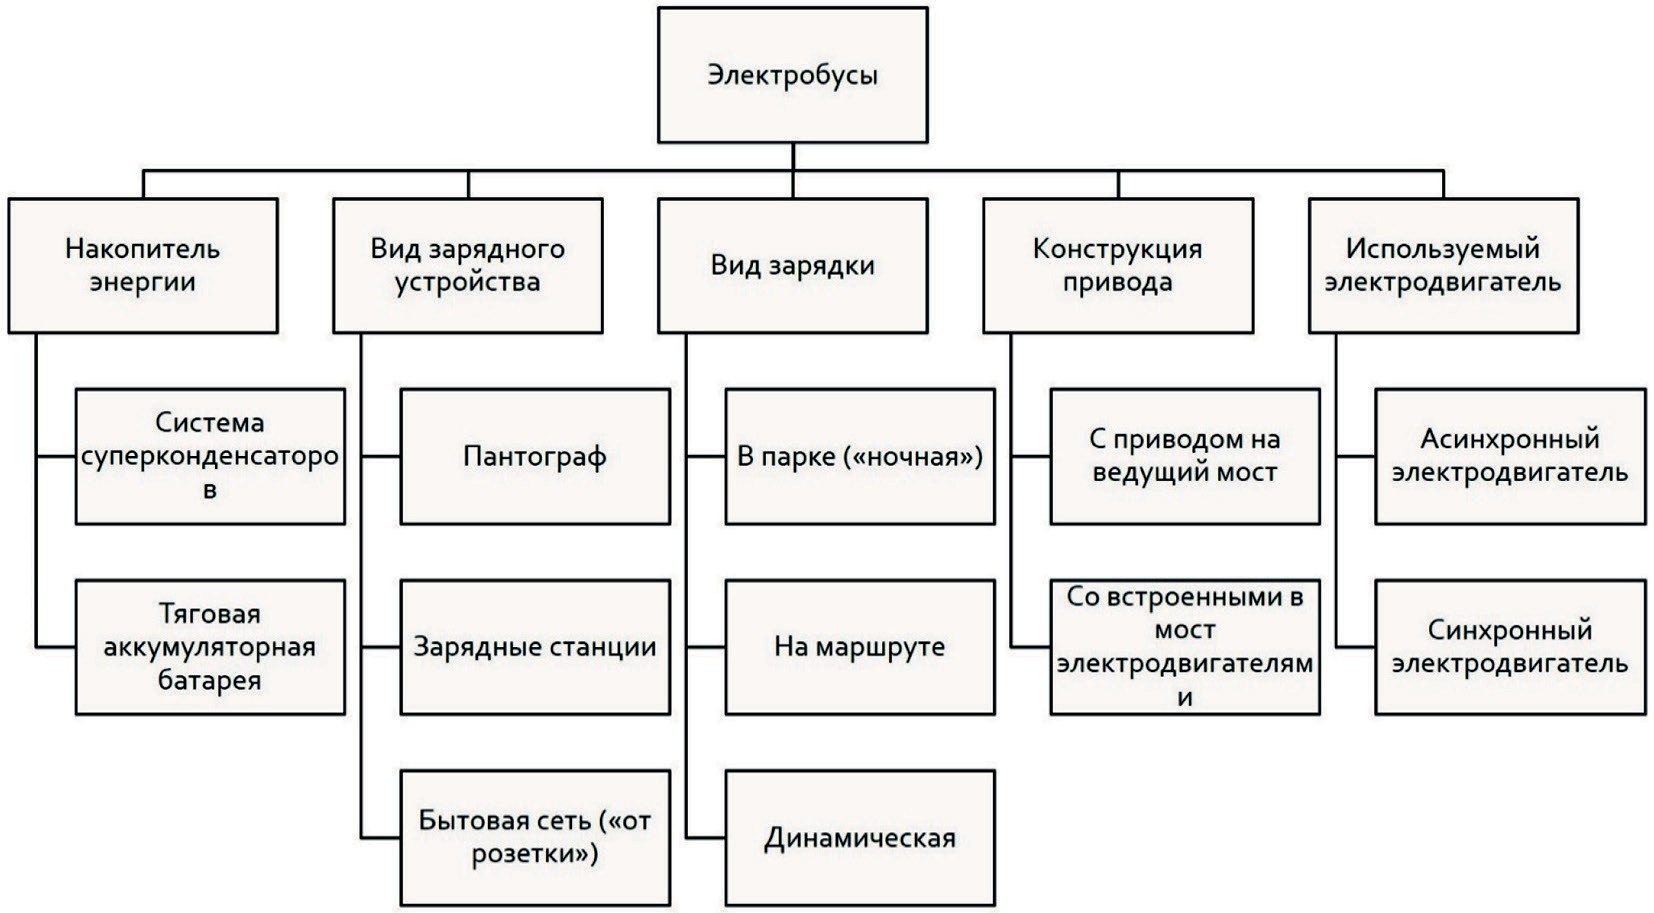 Электробусы
Накопитель
энергии
Вид зарядного
устройства
Вид зарядки
Конструкция
привода
Используемый
электродвигатель
Система
суперконденсаторо
в
Пантограф
В парке («ночная»)
С приводом на
ведущий мост
Асинхронный
электродвигатель
Тяговая
аккумуляторная
батарея
Зарядные станции
На маршруте
Со встроенными в
мост
электродвигателям
и
Синхронный
электродвигатель
Бытовая сеть («от
розетки»)
Динамическая